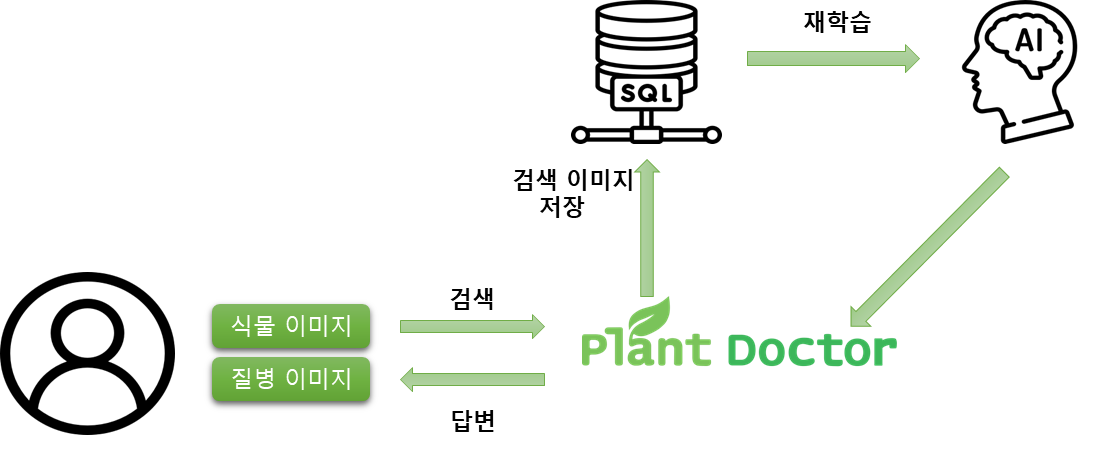 재학습
AI
SQL
검색 이미지
저장
검색
식물 이미지
Plant Doctor
질병 이미지
답변